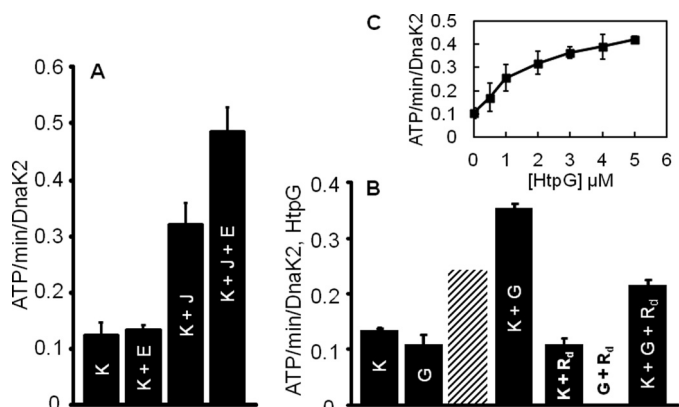 A
ATP/min/DnaK2
0.6
0.5
0.4
0.3
0.2
0.1
0
K
K + E
K + J
K + J + E
C
ATP/min/DnaK2
0.5
0.4
0.3
0.2
0.1
0
0 1 2 3 4 5 6
[HtpG] µM
B
ATP/min/DnaK2, HtpG
0.4
0.3
0.2
0.1
0
K
G
K + G
K + Rd
G + Rd
K + G + Rd